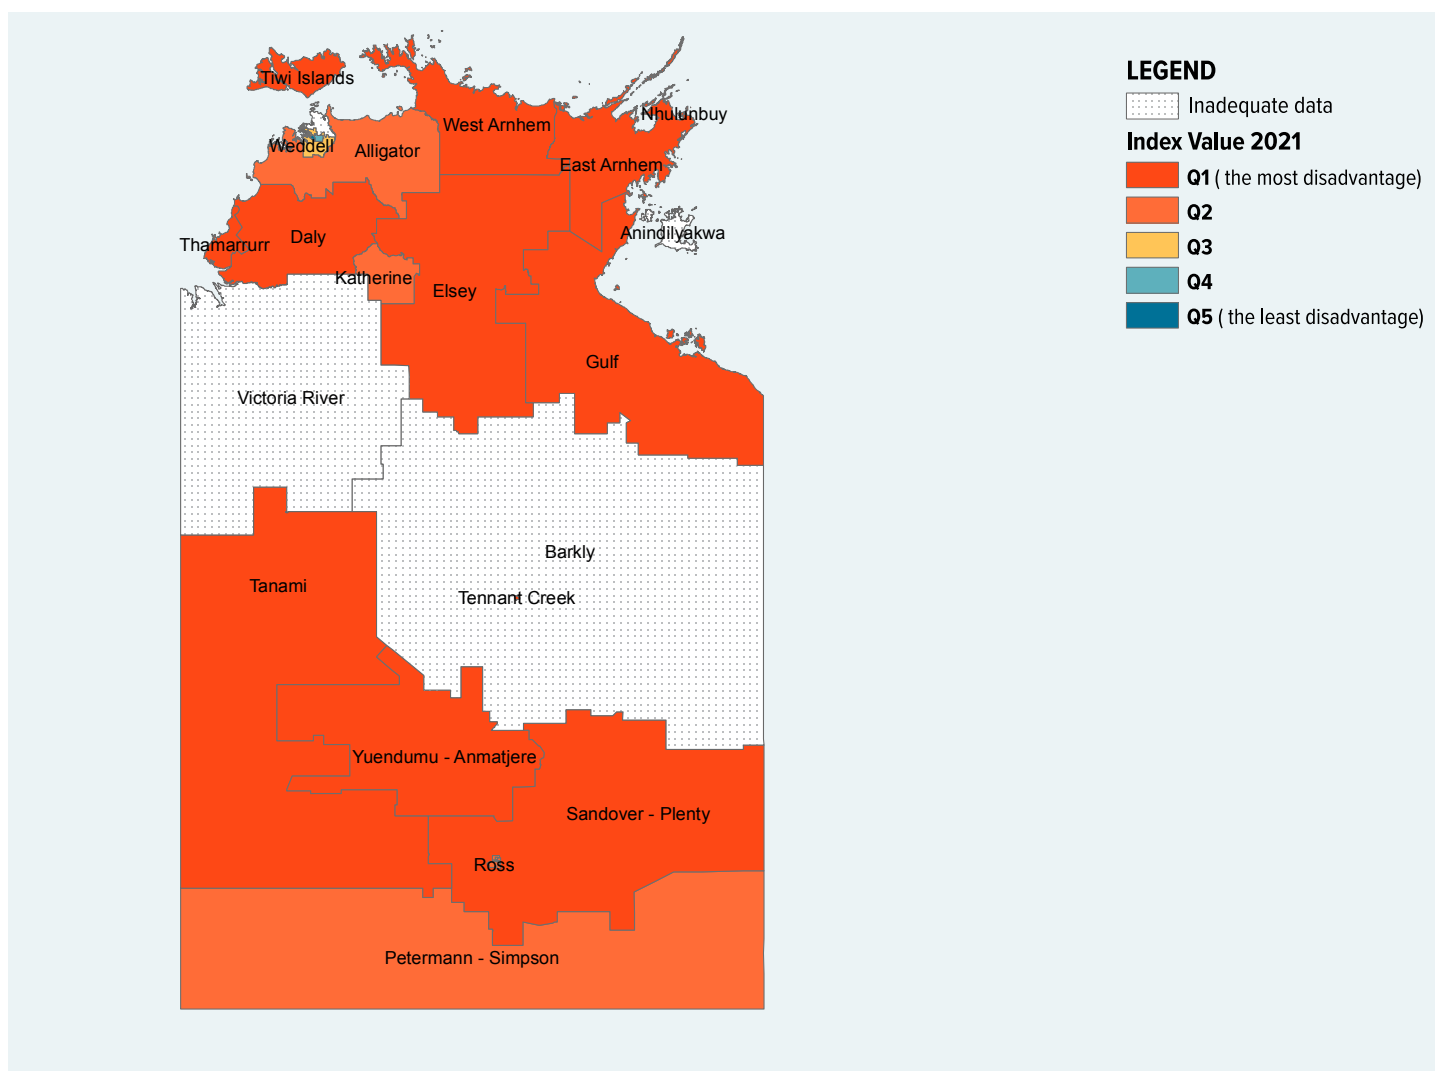 LEGEND
Inadequate data
Index Value 2021
Q1 ( the most disadvantage)
Q2
Q3
Q4
Q5 ( the least disadvantage)
Tiwi Islands
Nhulunbuy
West Arnhem
Weddell
Alligator
East Arnhem
Anindilyakwa
Thamarrurr
Daly
Katherine
Elsey
Gulf
Victoria River
Barkly
Tanami
Tennant Creek
Yuendumu - Anmatjere
Sandover - Plenty
Ross
Petermann - Simpson